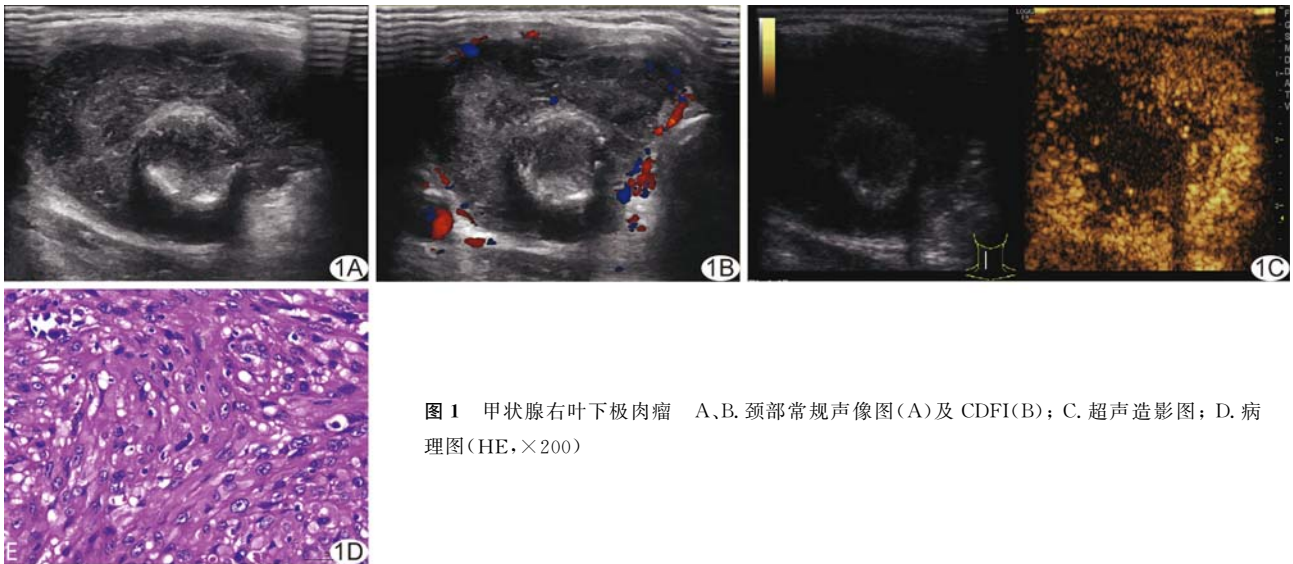 1A
1B
1C
E
1D
图 1 甲状腺右叶下极肉瘤 A、B. 颈部常规声像图(A)及 CDFI(B); C. 超声造影图; D. 病
理图(HE,×200)